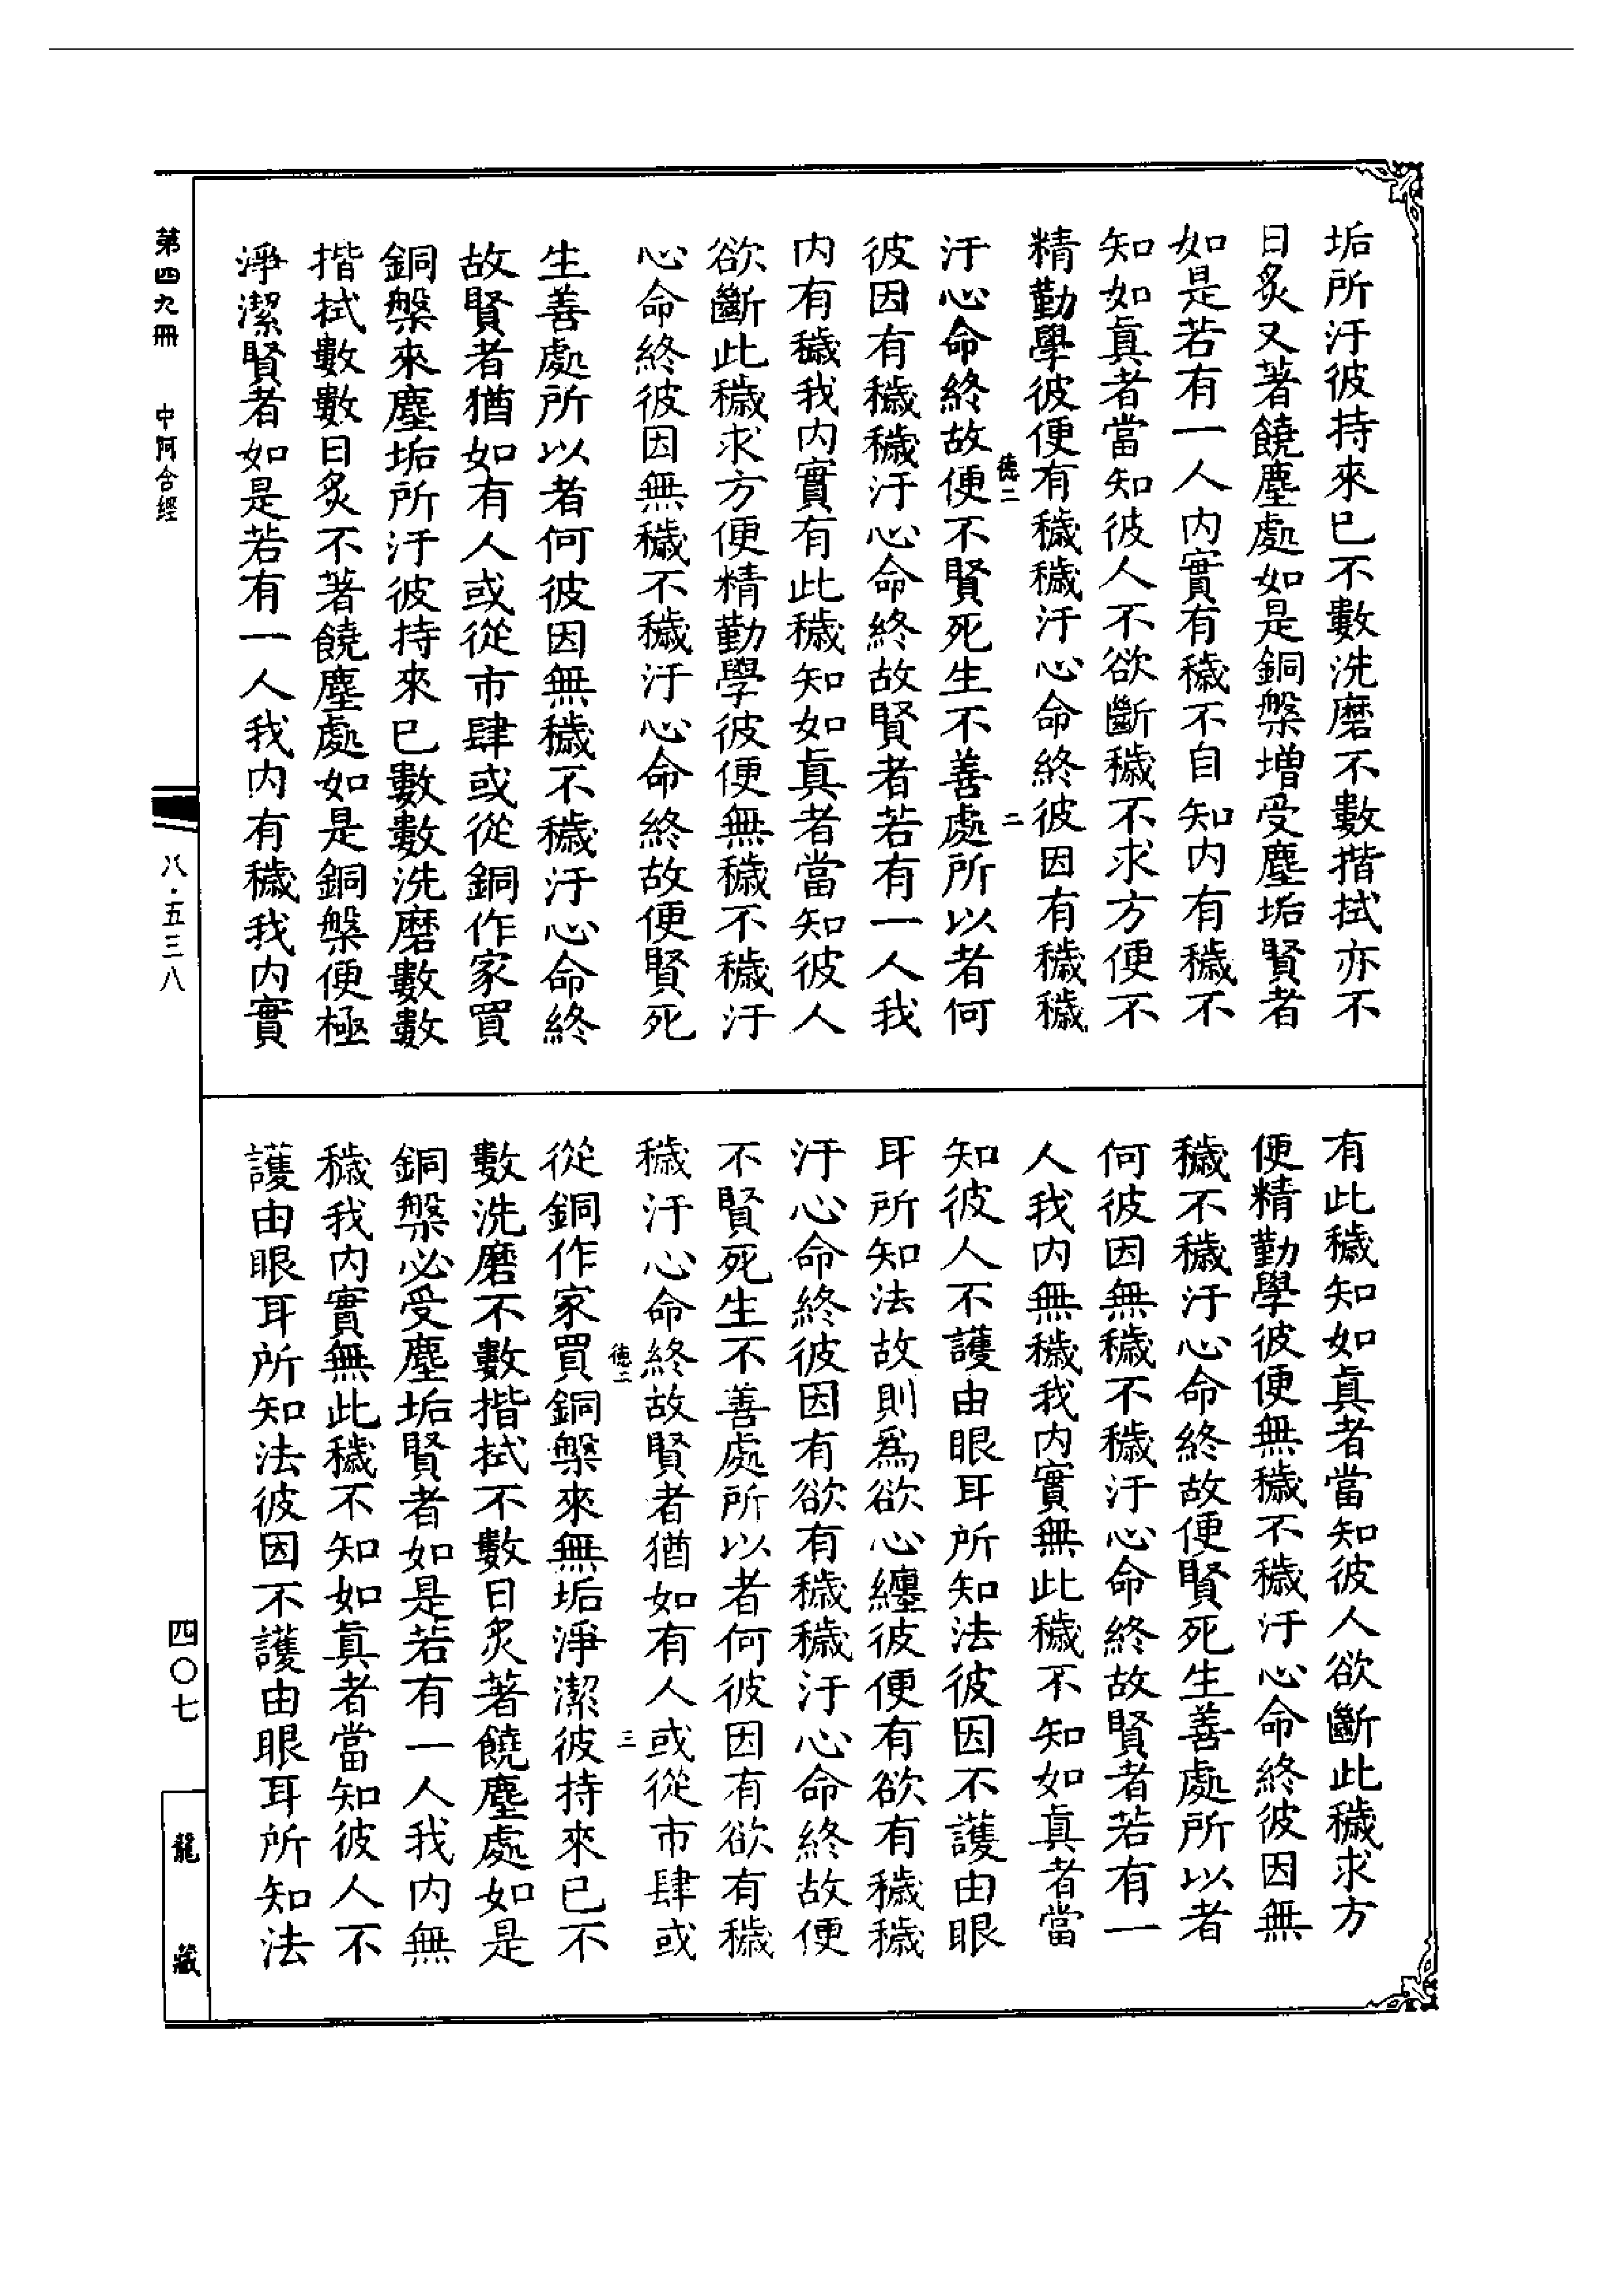 垢所汙彼持來已不數洗磨不數揩拭亦不
日炙又著饒塵處如是銅槃增受塵垢賢者
如是若有一人內實有穢不自知內有穢不
知如真者當知彼人不欲斷穢不求方便不
精勤學彼便有穢穢汙心命終彼因有穢穢
德二
二
汙心命終故便不賢死生不善處所以者何
彼因有穢穢汙心命終故賢者若有一人我
內有穢我內實有此穢知如真者當知彼人
欲斷此穢求方便精勤學彼便無穢不穢汙
心命終彼因無穢不穢汙心命終故便賢死
生善處所以者何彼因無穢不穢汙心命終
故賢者猶如有人或從市肆或從銅作家買
銅槃來塵垢所汙彼持來已數數洗磨數數
揩拭數數日炙不著饒塵處如是銅槃便極
淨潔賢者如是若有一人我內有穢我內實
有此穢知如真者當知彼人欲斷此穢求方
便精勤學彼便無穢不穢汙心命終彼因無
穢不穢汙心命終故便賢死生善處所以者
何彼因無穢不穢汙心命終故賢者若有一
人我內無穢我內實無此穢不知如真者當
知彼人不護由眼耳所知法彼因不護由眼
耳所知法故則為欲心纏彼便有欲有穢穢
汙心命終彼因有欲有穢穢汙心命終故便
不賢死生不善處所以者何彼因有欲有穢
穢汙心命終故賢者猶如有人或從市肆或
德二
三
從銅作家買銅槃來無垢淨潔彼持來已不
數洗磨不數揩拭不數日炙著饒塵處如是
銅槃必受塵垢賢者如是若有一人我內無
穢我內實無此穢不知如真者當知彼人不
護由眼耳所知法彼因不護由眼耳所知法
第四九冊 中阿含經
八·五三八
四〇七
龍藏